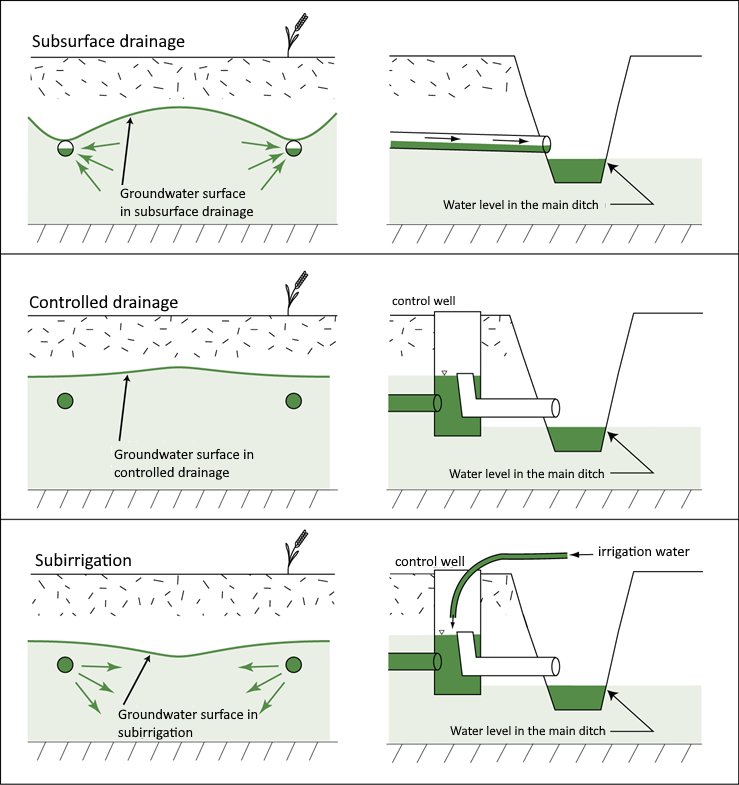 Subsurface drainage
Groundwater surface
in subsurface drainage
Water level in the main ditch
Controlled drainage
control well
Groundwater surface in
controlled drainage
Water level in the main ditch
Subirrigation
control well
irrigation water
Groundwater surface in
subirrigation
Water level in the main ditch